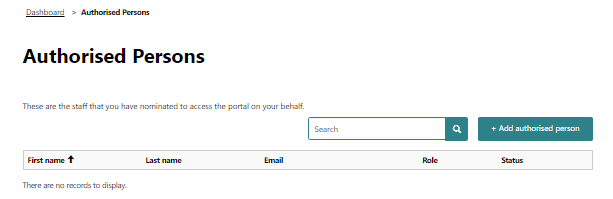 Dashboard > Authorised Persons
Authorised Persons
These are the staff that you have nominated to access the portal on your behalf.
Search + Add authorised person
First name Last name Email Role Status
There are no records to display.